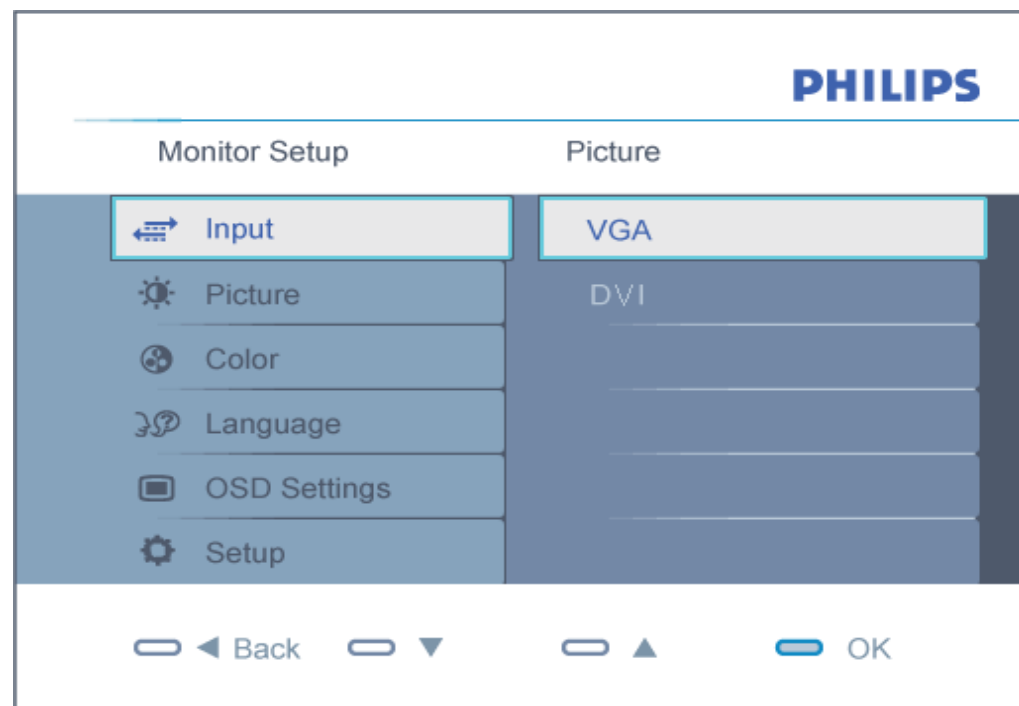 PHILIPS
Monitor Setup Picture
Input VGA
Picture DVI
Color
Language
OSD Settings
Setup
Back OK